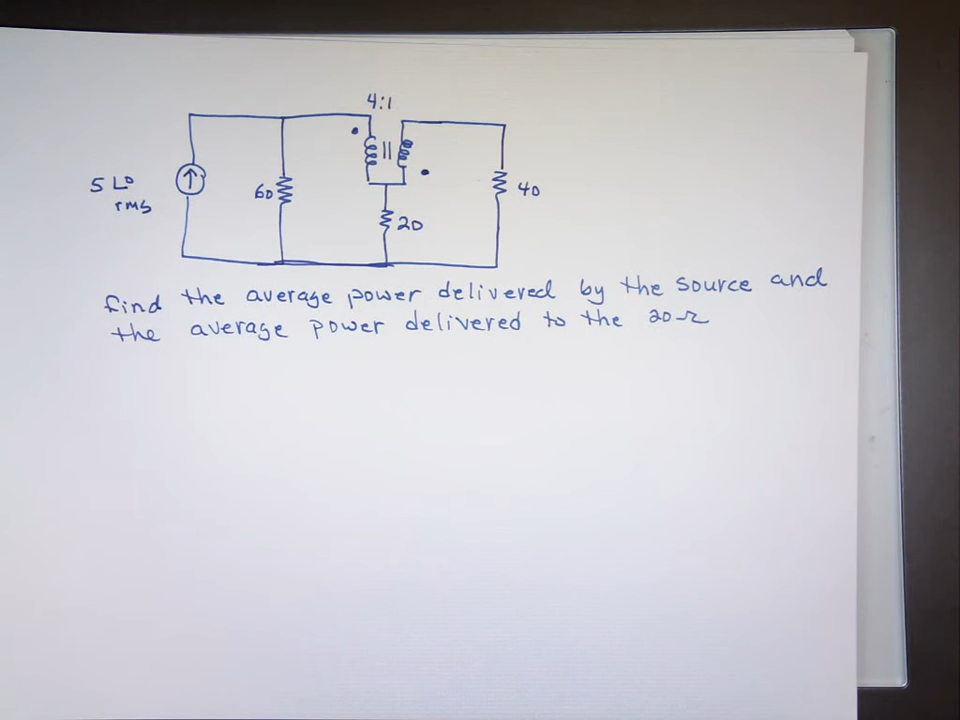 4:1
5 ∠0
rms
60
20
40
find the average power delivered by the source and
the average power delivered to the 20-Ω